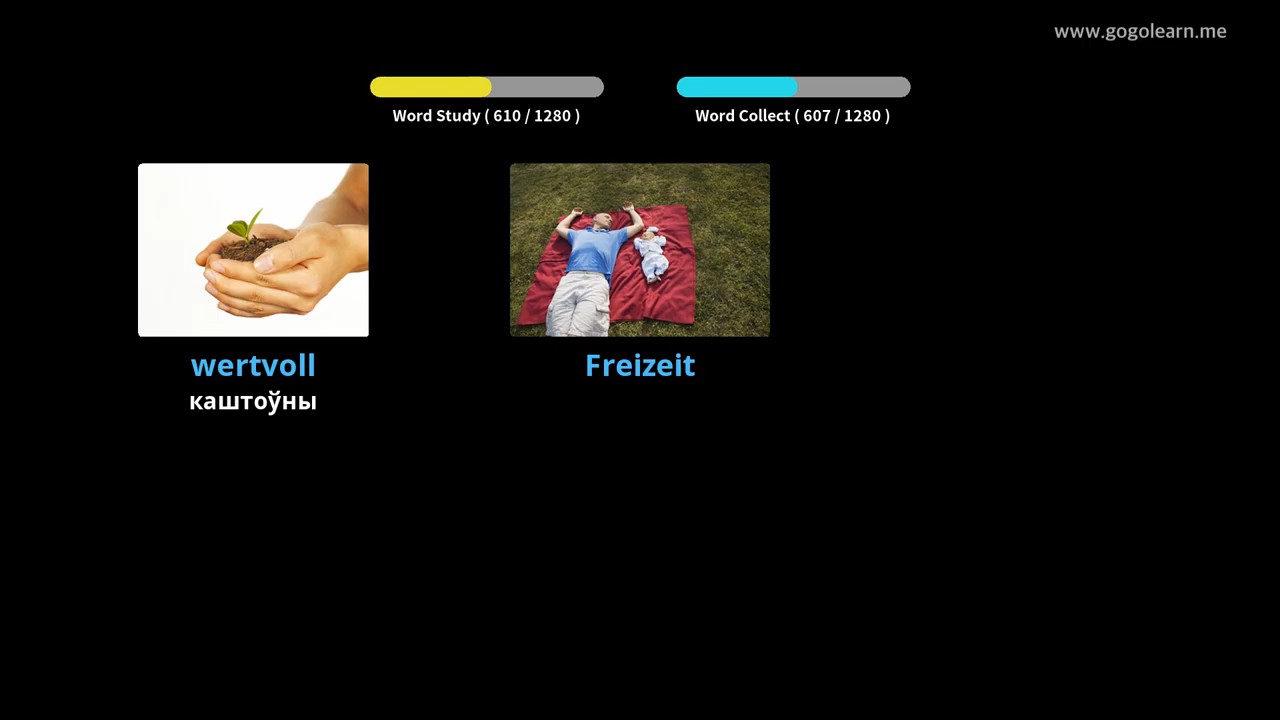 www.gogolearn.me
Word Study ( 610 / 1280 )
Word Collect ( 607 / 1280 )
wertvoll
каштоўны
Freizeit